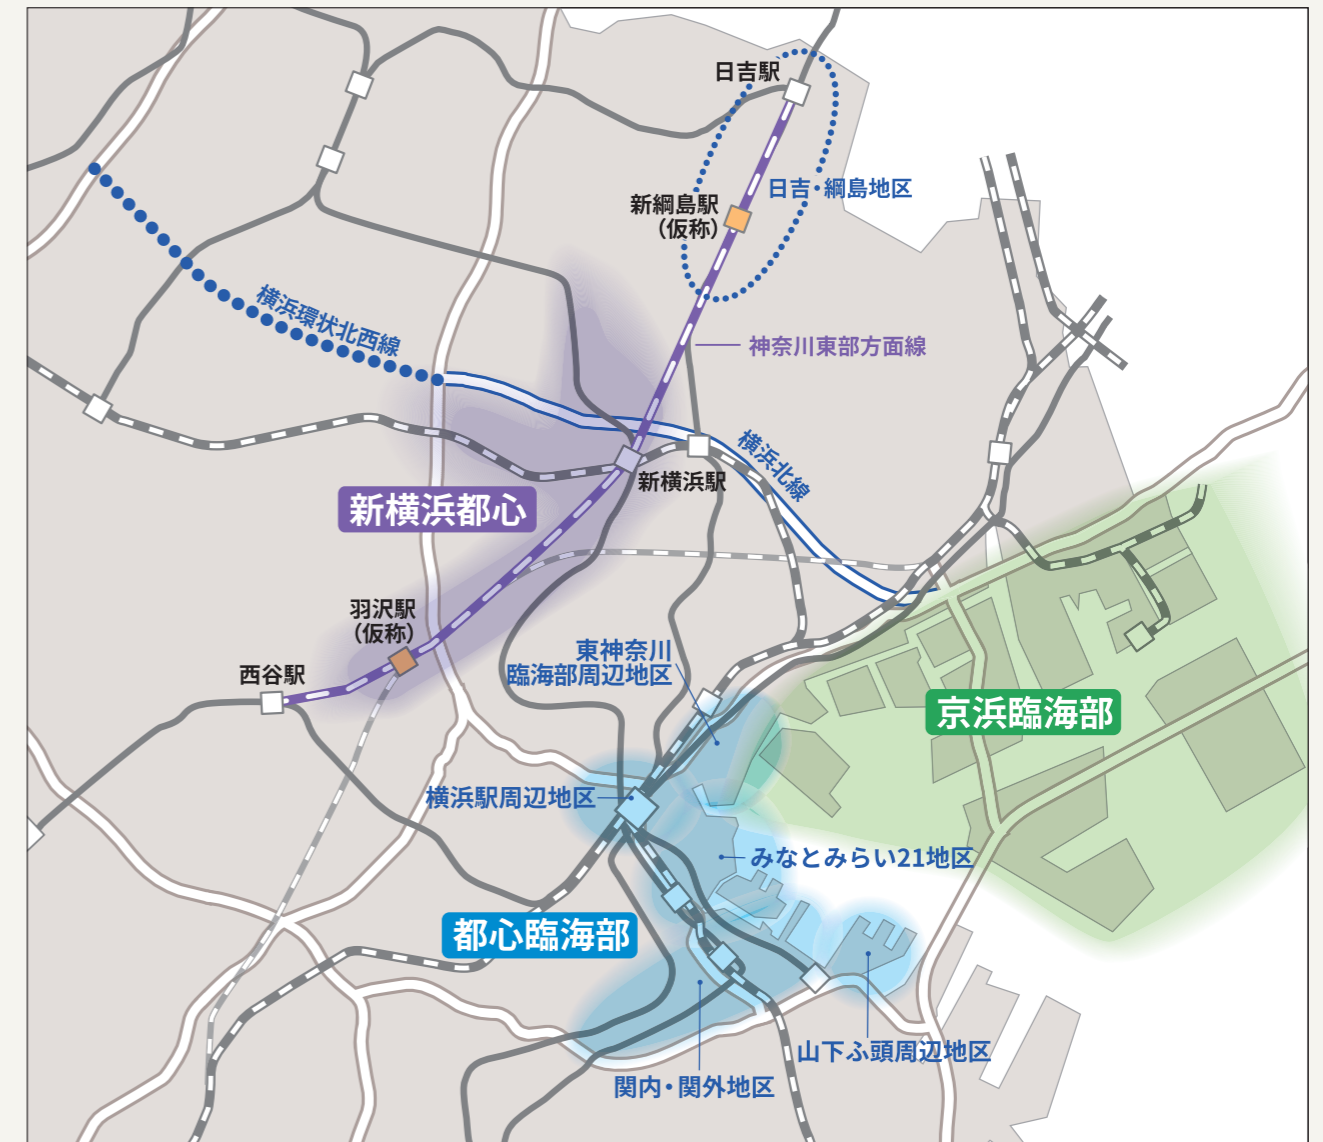 日吉駅
日吉・綱島地区
新綱島駅
（仮称）
横浜環状北西線
神奈川東部方面線
横浜北線
新横浜駅
新横浜都心
羽沢駅
（仮称）
西谷駅
東神奈川
臨海部周辺地区
京浜臨海部
横浜駅周辺地区
みなとみらい21地区
都心臨海部
山下ふ頭周辺地区
関内・関外地区